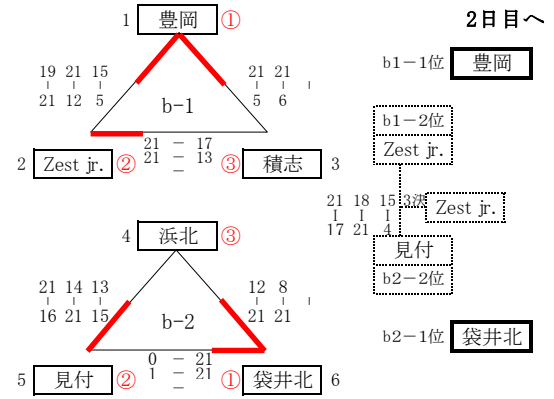 2日目へ
1 豊岡 ①
b1−1位 豊岡
19 21 15
21 12 5
21 21
5 6
b-1
21 − 17
21 − 13
2 Zest jr. ②
③ 積志 3
b1−2位
Zest jr.
21 18 15 3決
17 21 4
Zest jr.
見付
b2−2位
4 浜北 ③
21 14 13
16 21 15
12 8
21 21
b-2
0 − 21
1 − 21
−
5 見付 ②
① 袋井北 6
b2−1位 袋井北